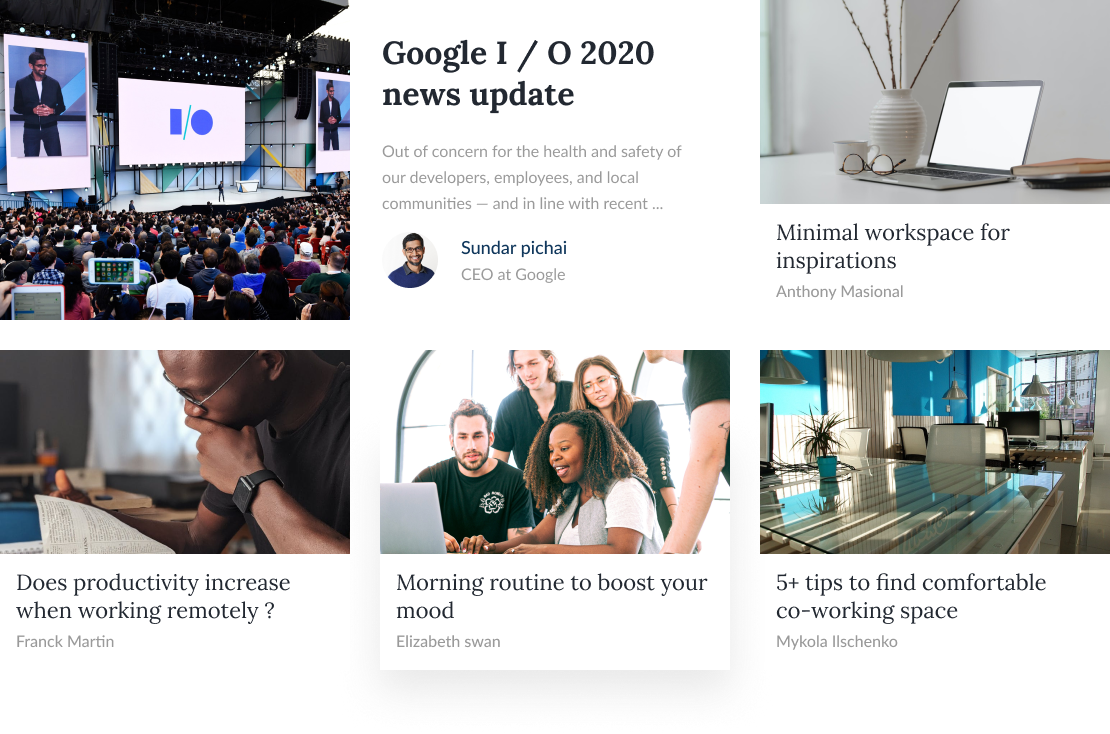 I/O
Google I / O 2020
news update
Out of concern for the health and safety of
our developers, employees, and local
communities — and in line with recent ...
Sundar pichai
CEO at Google
Minimal workspace for
inspirations
Anthony Masional
Does productivity increase
when working remotely ?
Franck Martin
Morning routine to boost your
mood
Elizabeth swan
5+ tips to find comfortable
co-working space
Mykola Ilschenko